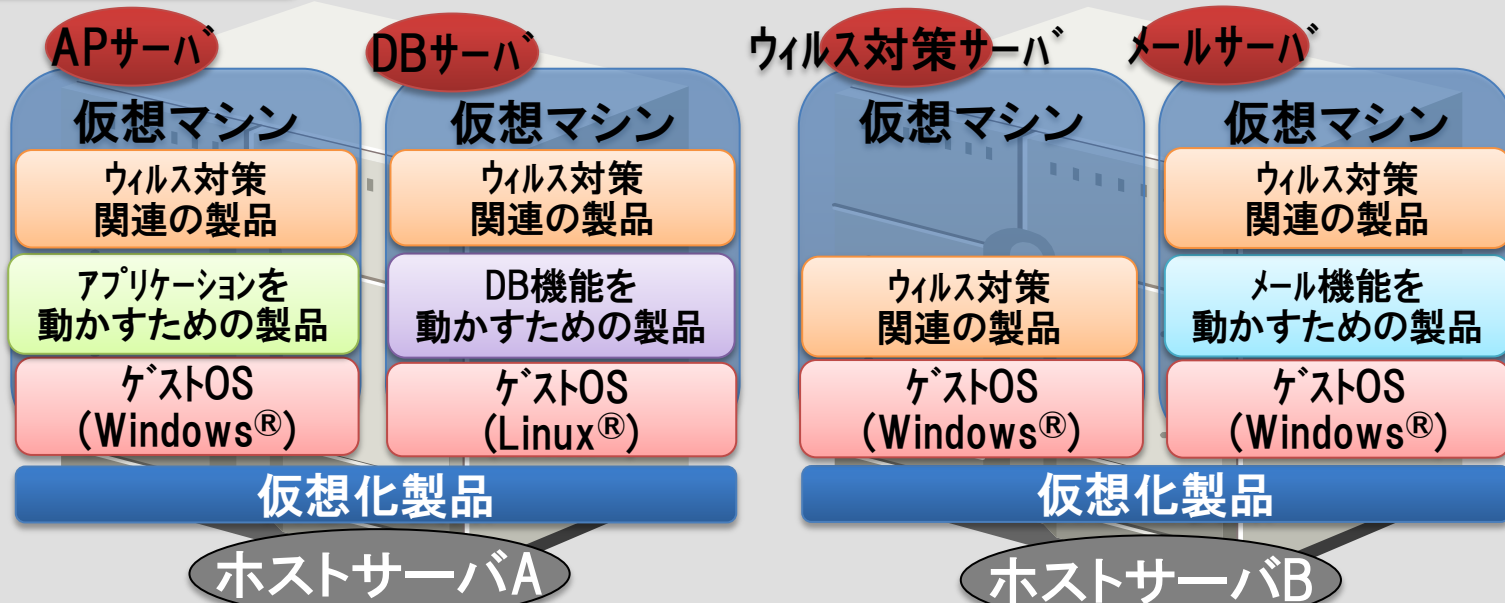 APｻｰﾊﾞ
仮想マシン
ｳｨﾙｽ対策
関連の製品
ｱﾌﾟﾘｹｰｼｮﾝを
動かすための製品
ｹﾞｽﾄOS
(Windows®)
DBｻｰﾊﾞ
仮想マシン
ｳｨﾙｽ対策
関連の製品
DB機能を
動かすための製品
ｹﾞｽﾄOS
(Linux®)
仮想化製品
ホストサーバA
ｳｨﾙｽ対策ｻｰﾊﾞ
仮想マシン
ｳｨﾙｽ対策
関連の製品
ｹﾞｽﾄOS
(Windows®)
ﾒｰﾙｻｰﾊﾞ
仮想マシン
ｳｨﾙｽ対策
関連の製品
ﾒｰﾙ機能を
動かすための製品
ｹﾞｽﾄOS
(Windows®)
仮想化製品
ホストサーバB